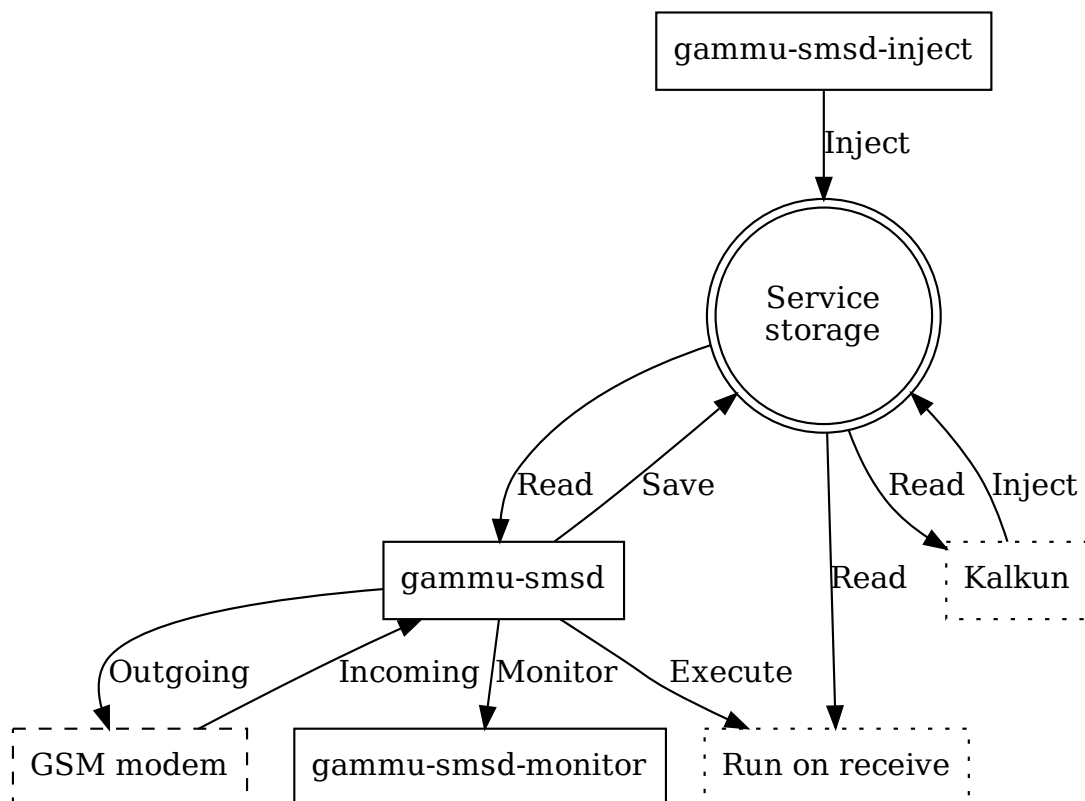 gammu-smsd-inject
Inject
Service
storage
Read
Save
Read
Inject
gammu-smsd
Read
Kalkun
Outgoing
Incoming
Monitor
Execute
GSM modem
gammu-smsd-monitor
Run on receive